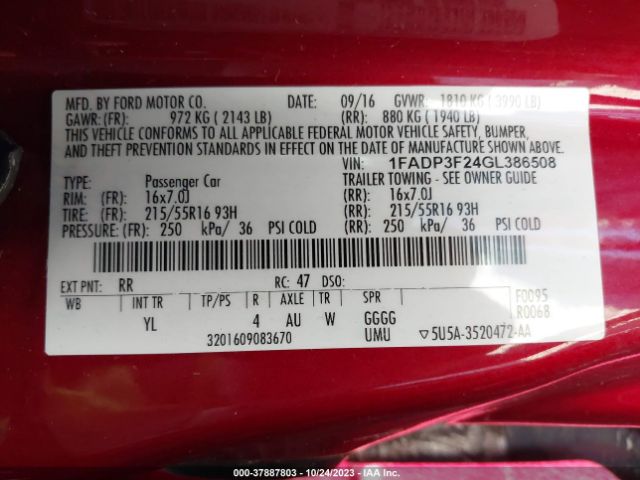 MFD. BY FORD MOTOR CO. DATE: 09/16 GVWR: 1810 KG ( 3990 LB)
GAWR: (FR): 972 KG ( 2143 LB) (RR): 880 KG ( 1940 LB)
THIS VEHICLE CONFORMS TO ALL APPLICABLE FEDERAL MOTOR VEHICLE SAFETY, BUMPER,
AND THEFT PREVENTION STANDARDS IN EFFECT ON THE DATE OF MANUFACTURE SHOWN ABOVE.
VIN: 1FADP3F24GL386508
TYPE: Passenger Car TRAILER TOWING - SEE OWNER GUIDE
RIM: (FR): 16x7.0J (RR): 16x7.0J
TIRE: (FR): 215/55R16 93H (RR): 215/55R16 93H
PRESSURE: (FR): 250 kPa/ 36 PSI COLD (RR): 250 kPa/ 36 PSI COLD
EXT PNT: RR RC: 47 DSO:
WB INT TR TP/PS R AXLE TR SPR F0095
R0068
YL 4 AU W GGGG
3201609083670 UMU ▽5U5A-3520472-AA
000-37887803 - 10/24/2023 - IAA Inc.